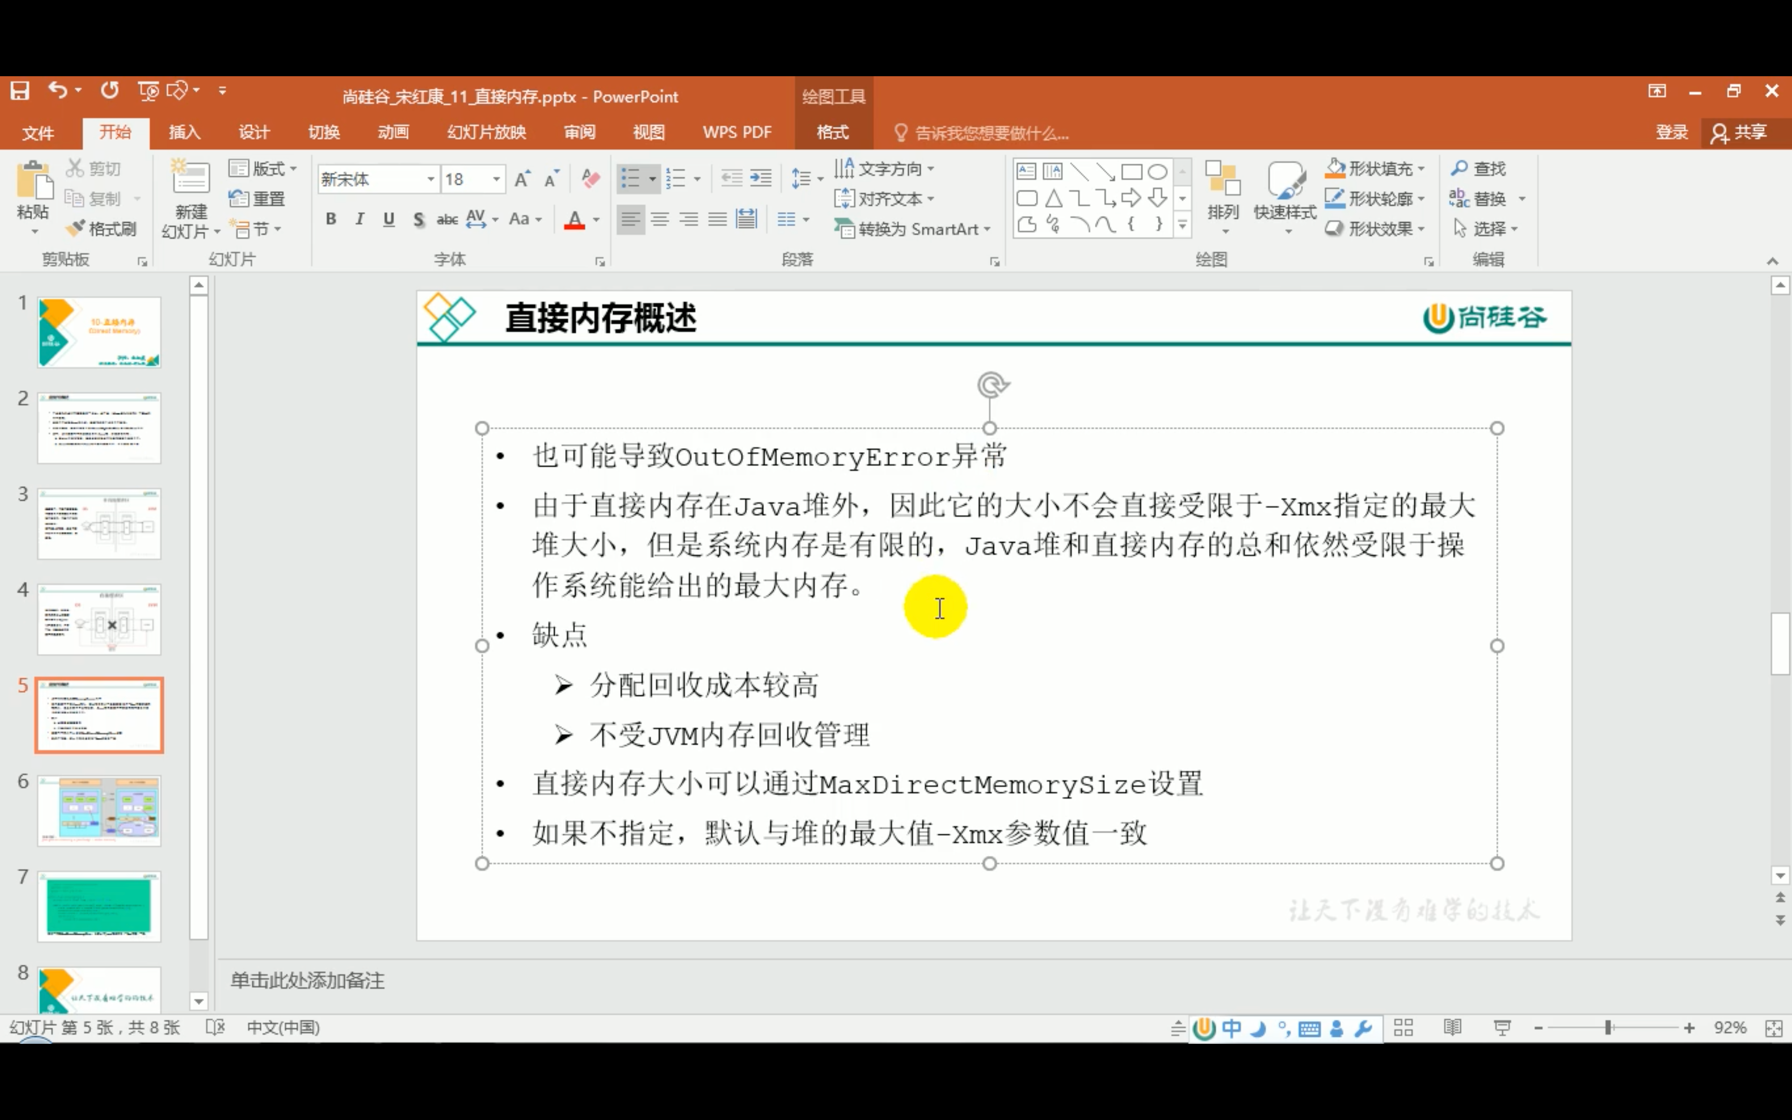 尚硅谷_宋红康_11_直接内存.pptx - PowerPoint
绘图工具
文件
开始
插入
设计
切换
动画
幻灯片放映
审阅
视图
WPS PDF
格式
告诉我您想要做什么...
登录
共享
粘贴
剪切
复制
格式刷
剪贴板
新建
幻灯片
版式
重置
节
幻灯片
新宋体
18
字体
文字方向
对齐文本
转换为 SmartArt
段落
排列
快速样式
形状填充
形状轮廓
形状效果
绘图
查找
替换
选择
编辑
1
2
3
4
5
6
7
8
直接内存概述
尚硅谷
• 也可能导致OutOfMemoryError异常
• 由于直接内存在Java堆外，因此它的大小不会直接受限于-Xmx指定的最大
堆大小，但是系统内存是有限的，Java堆和直接内存的总和依然受限于操
作系统能给出的最大内存。
• 缺点
➢ 分配回收成本较高
➢ 不受JVM内存回收管理
• 直接内存大小可以通过MaxDirectMemorySize设置
• 如果不指定，默认与堆的最大值-Xmx参数值一致
让天下没有难学的技术
单击此处添加备注
幻灯片 第 5 张，共 8 张
中文(中国)
中
92%